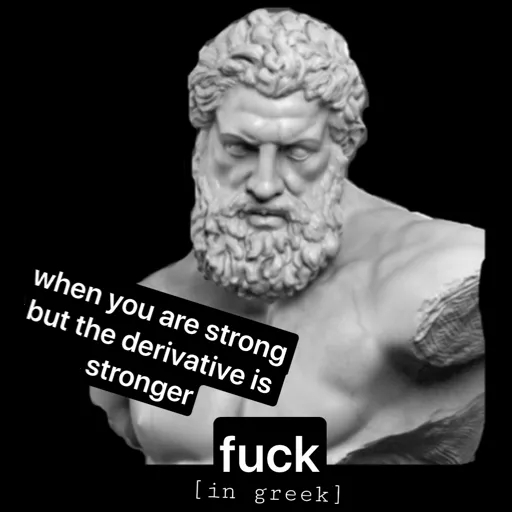 when you are strong
but the derivative is
stronger
fuck
[in greek]